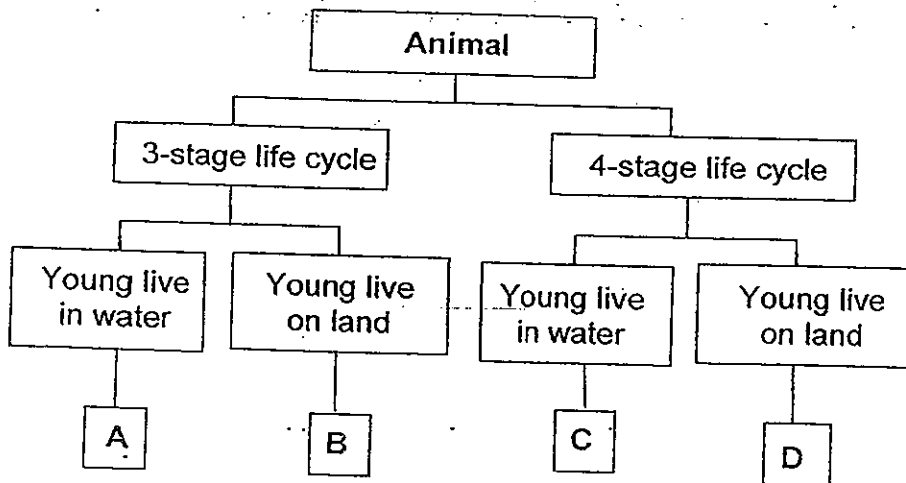 Animal
3-stage life cycle
4-stage life cycle
Young live
in water
Young live
on land
Young live
in water
Young live
on land
A
B
C
D